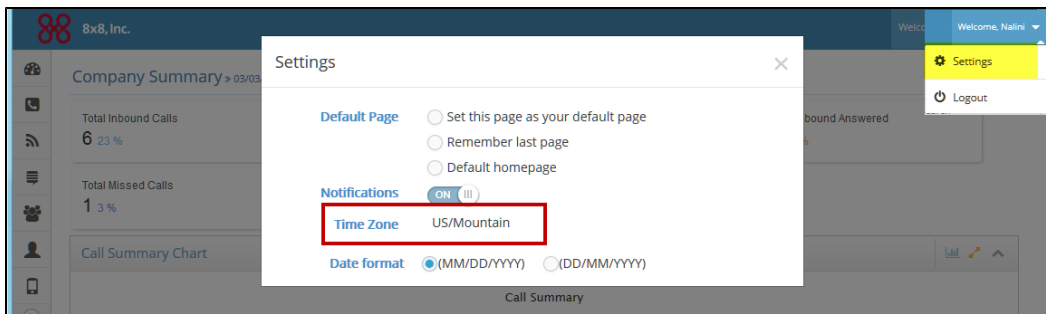 8x8, Inc.
Welc
Welcome, Nalini
Settings
Logout
Settings
Company Summary » 03/03
Default Page
Set this page as your default page
Remember last page
Default homepage
Total Inbound Calls
6 23 %
bound Answered
Notifications
ON
Total Missed Calls
1 3 %
Time Zone
US/Mountain
Call Summary Chart
Date format
(MM/DD/YYYY)
(DD/MM/YYYY)
Call Summary